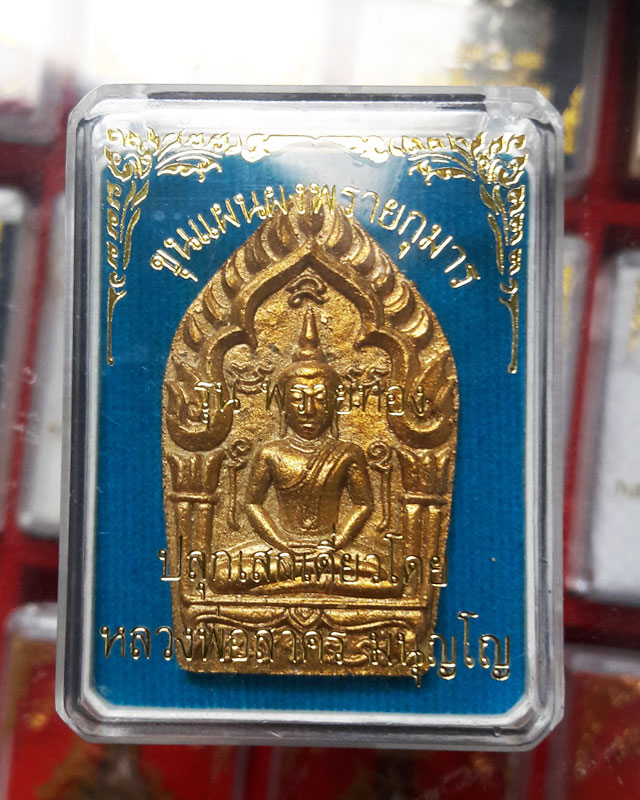 ขุนแผนผงพรายกุมาร
รุ่น พรายทอง
ปลุกเสกเดี่ยวโดย
หลวงพ่อสาคร มนุญโญ